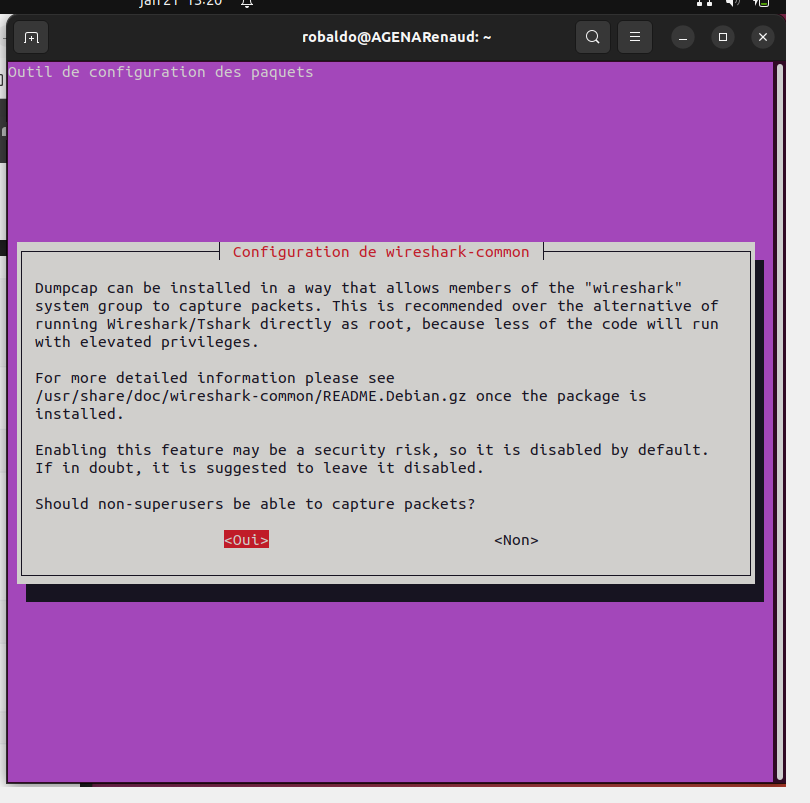 jan 21 13:20
robaldo@AGENARenaud: ~
Outil de configuration des paquets
Configuration de wireshark-common
Dumpcap can be installed in a way that allows members of the "wireshark"
system group to capture packets. This is recommended over the alternative of
running Wireshark/Tshark directly as root, because less of the code will run
with elevated privileges.
For more detailed information please see
/usr/share/doc/wireshark-common/README.Debian.gz once the package is
installed.
Enabling this feature may be a security risk, so it is disabled by default.
If in doubt, it is suggested to leave it disabled.
Should non-superusers be able to capture packets?
<Oui> <Non>